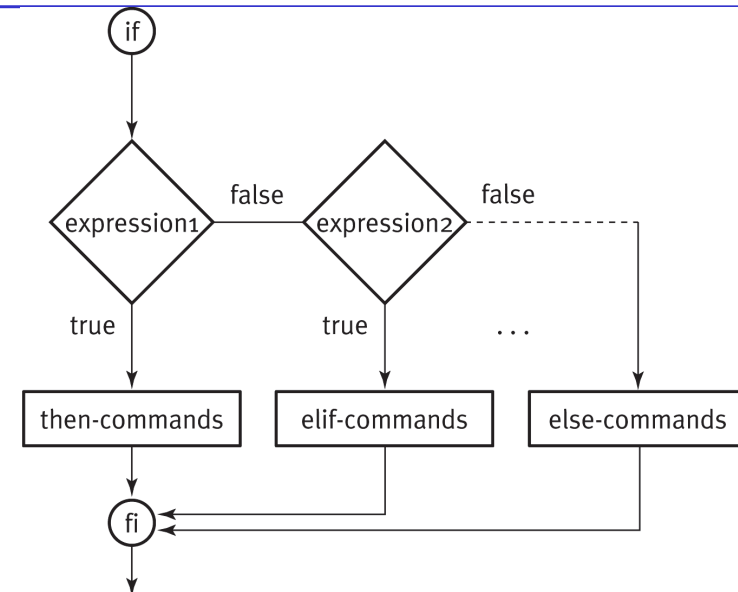 if
false
false
expression1
expression2
true
true
...
then-commands
elif-commands
else-commands
fi